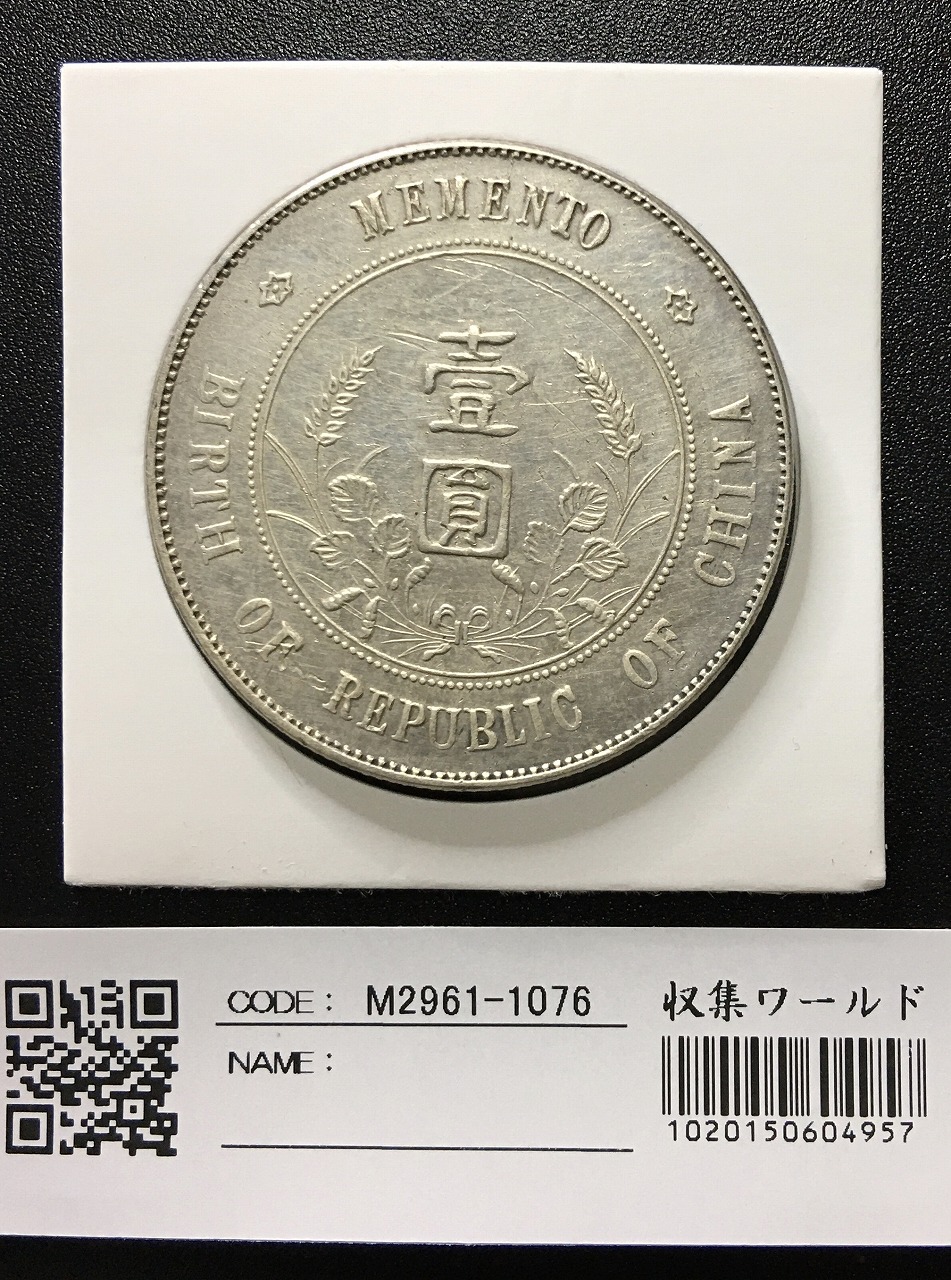 MEMENTO
壹
圓
BIRTH OF REPUBLIC OF CHINA
CODE： M2961-1076
NAME：
収集ワールド
1020150604957